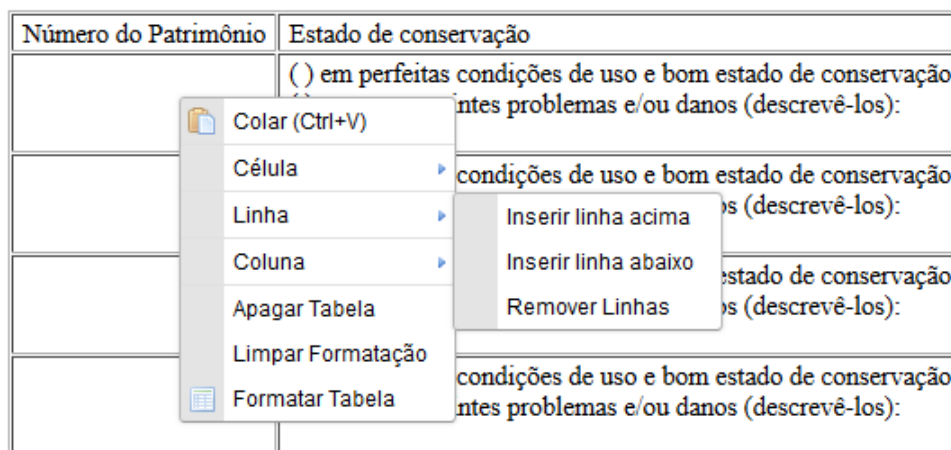 Número do Patrimônio Estado de conservação
( ) em perfeitas condições de uso e bom estado de conservação
intes problemas e/ou danos (descrevê-los):
Colar (Ctrl+V)
Célula
condições de uso e bom estado de conservação
Linha
s (descrevê-los):
Inserir linha acima
Inserir linha abaixo
Remover Linhas
Coluna
estado de conservação
s (descrevê-los):
Apagar Tabela
Limpar Formatação
Formatar Tabela
condições de uso e bom estado de conservação
ntes problemas e/ou danos (descrevê-los):